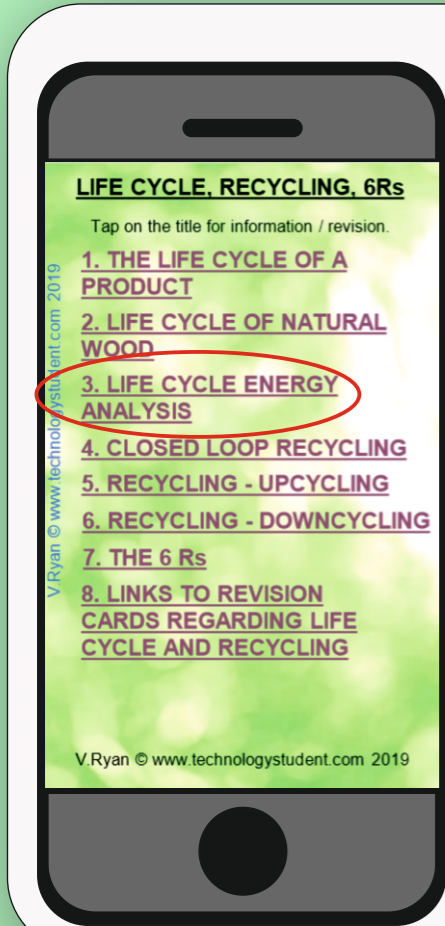 LIFE CYCLE, RECYCLING, 6Rs
Tap on the title for information / revision.
1. THE LIFE CYCLE OF A
PRODUCT
2. LIFE CYCLE OF NATURAL
WOOD
3. LIFE CYCLE ENERGY
ANALYSIS
4. CLOSED LOOP RECYCLING
5. RECYCLING - UPCYCLING
6. RECYCLING - DOWNCYCLING
7. THE 6 Rs
8. LINKS TO REVISION
CARDS REGARDING LIFE
CYCLE AND RECYCLING
V.Ryan © www.technologystudent.com 2019
V.Ryan © www.technologystudent.com 2019